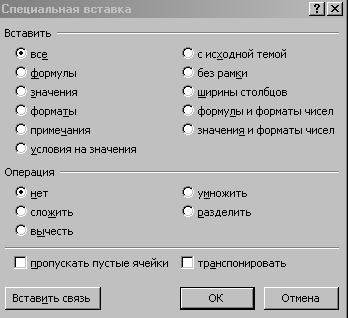 Специальная вставка
Вставить
все
формулы
значения
форматы
примечания
условия на значения
с исходной темой
без рамки
ширины столбцов
формулы и форматы чисел
значения и форматы чисел
Операция
нет
сложить
вычесть
умножить
разделить
пропускать пустые ячейки
транспонировать
Вставить связь
ОК
Отмена